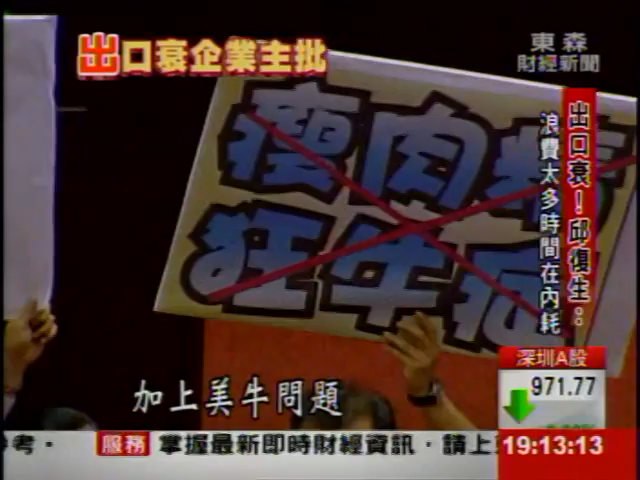 出口衰企業主批
東森
財經新聞
瘦肉精
狂牛病
出口衰！邱復生：
浪費太多時間在內耗
深圳A股
971.77
加上美牛問題
考・
服務 掌握最新即時財經資訊・請上
19:13:13